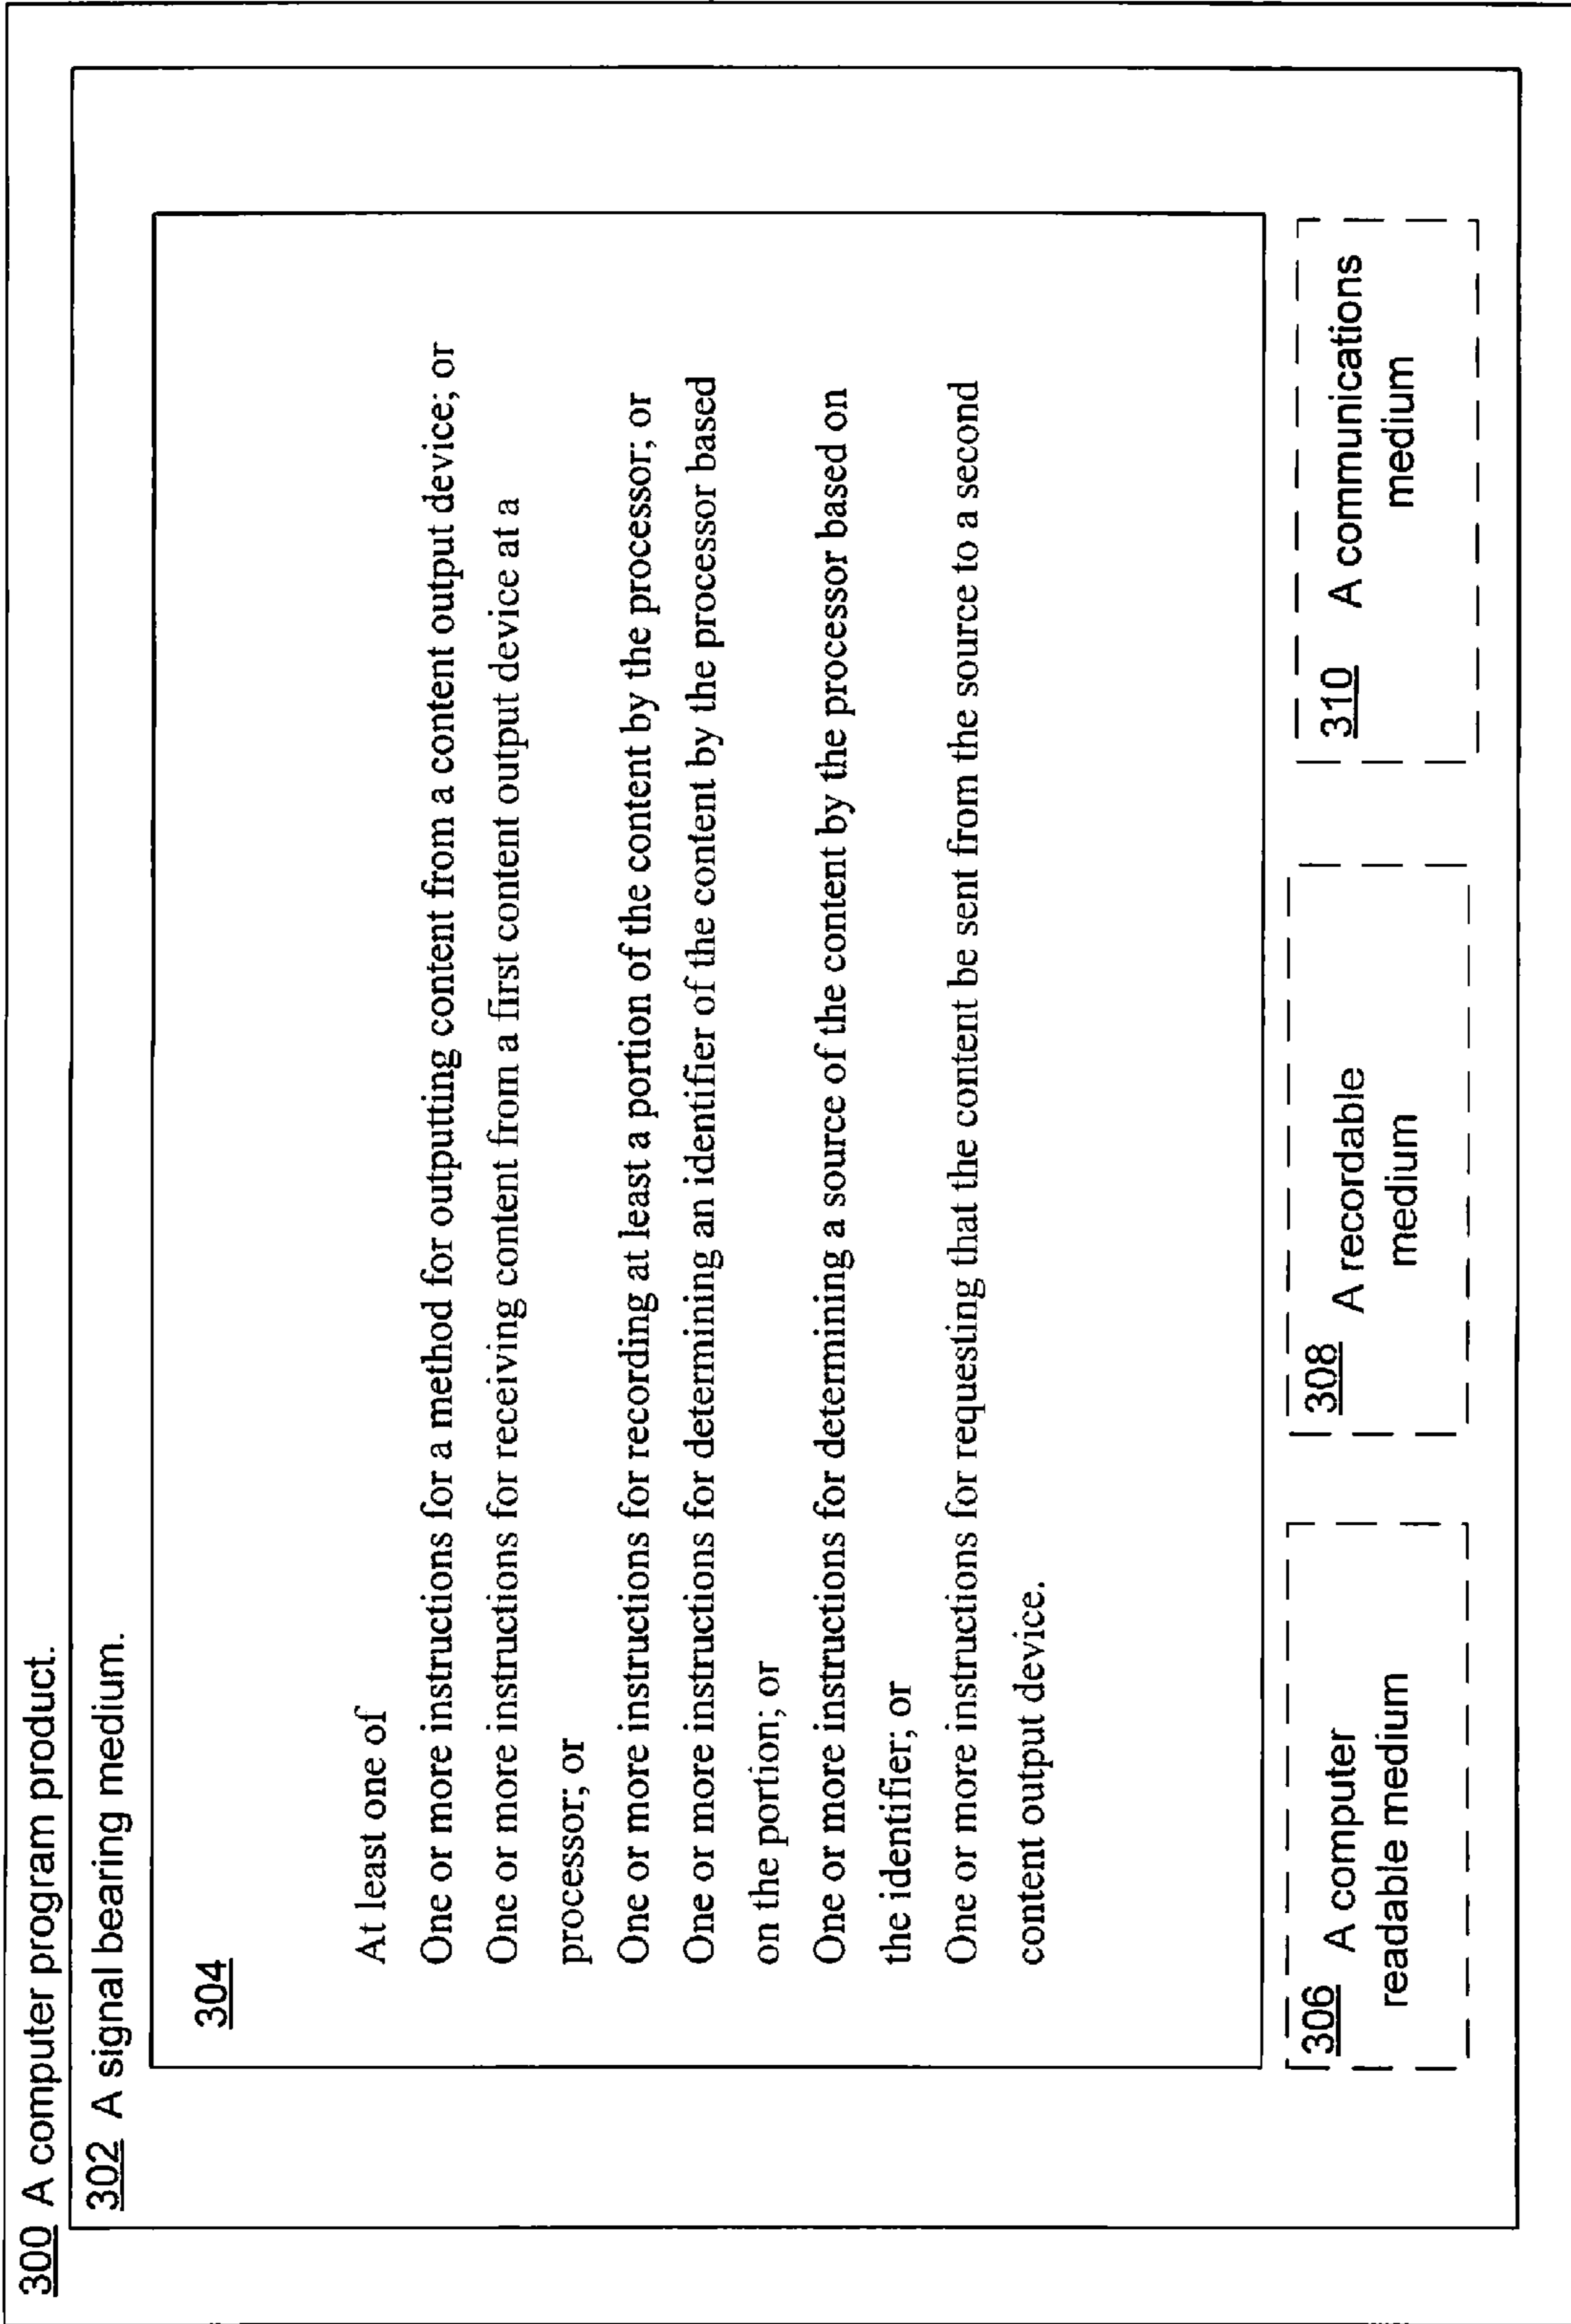 300 A computer program product.
302 A signal bearing medium.
304
At least one of
One or more instructions for a method for outputting content from a content output device; or
One or more instructions for receiving content from a first content output device at a
processor; or
One or more instructions for recording at least a portion of the content by the processor; or
One or more instructions for determining an identifier of the content by the processor based
on the portion; or
One or more instructions for determining a source of the content by the processor based on
the identifier; or
One or more instructions for requesting that the content be sent from the source to a second
content output device.
306 A computer
readable medium
308 A recordable
medium
310 A communications
medium